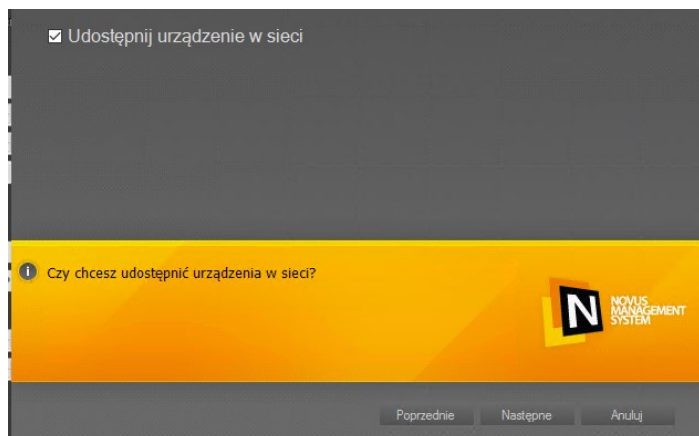 Udostępnij urządzenie w sieci
Czy chcesz udostępnić urządzenia w sieci?
N
NOVUS
MANAGEMENT
SYSTEM
Poprzednie
Następne
Anuluj